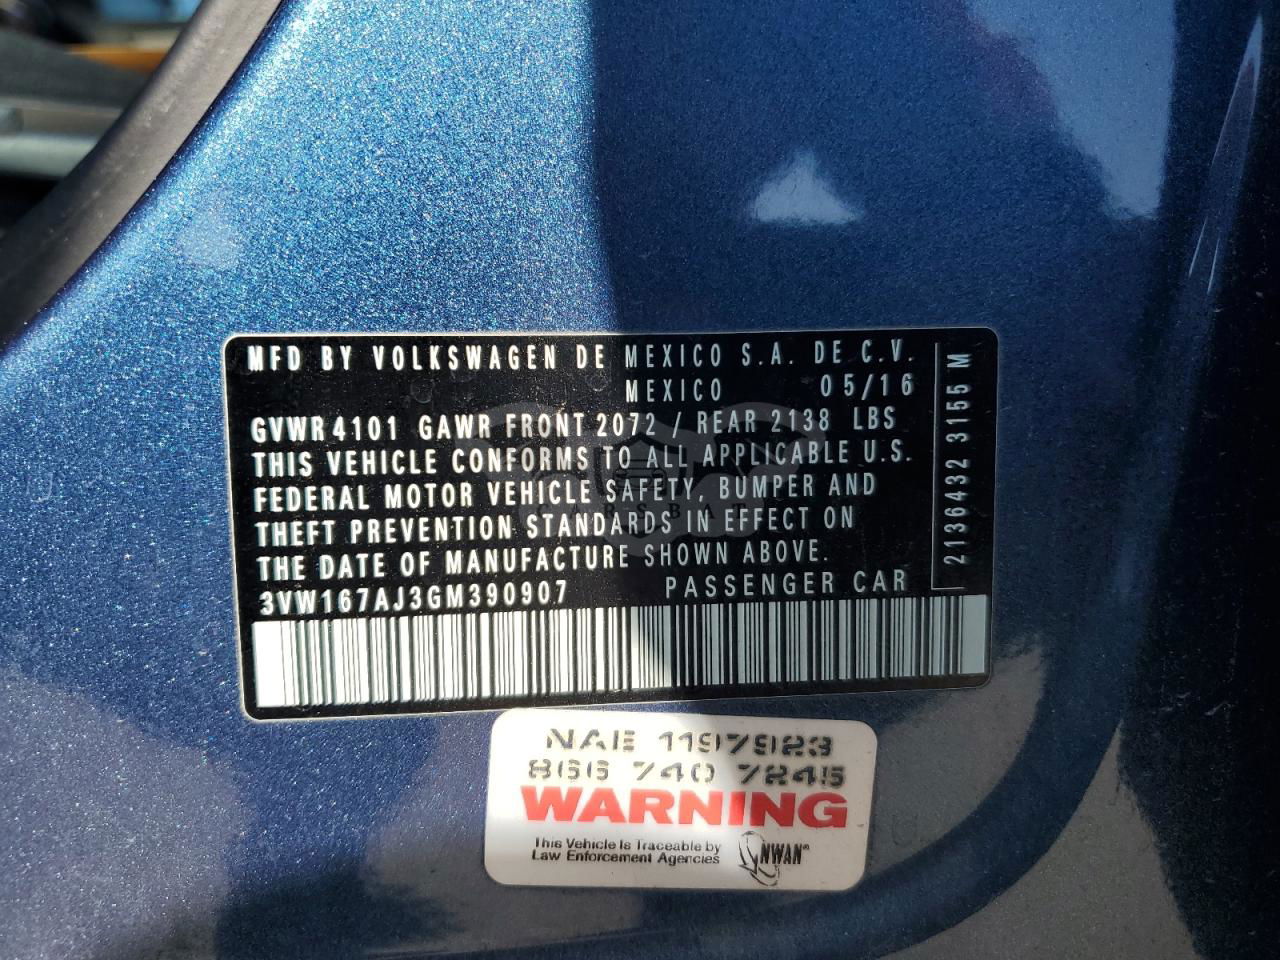 MFD BY VOLKSWAGEN DE MEXICO S.A. DE C.V.
MEXICO 05/16
GVWR 4101 GAWR FRONT 2072 / REAR 2138 LBS
THIS VEHICLE CONFORMS TO ALL APPLICABLE U.S.
FEDERAL MOTOR VEHICLE SAFETY, BUMPER AND
THEFT PREVENTION STANDARDS IN EFFECT ON
THE DATE OF MANUFACTURE SHOWN ABOVE.
3VW167AJ3GM390907 PASSENGER CAR
2136432 3155 M
CARSBAT
NAE 1197923
866 740 7245
WARNING
This Vehicle Is Traceable by
Law Enforcement Agencies
NWAN®